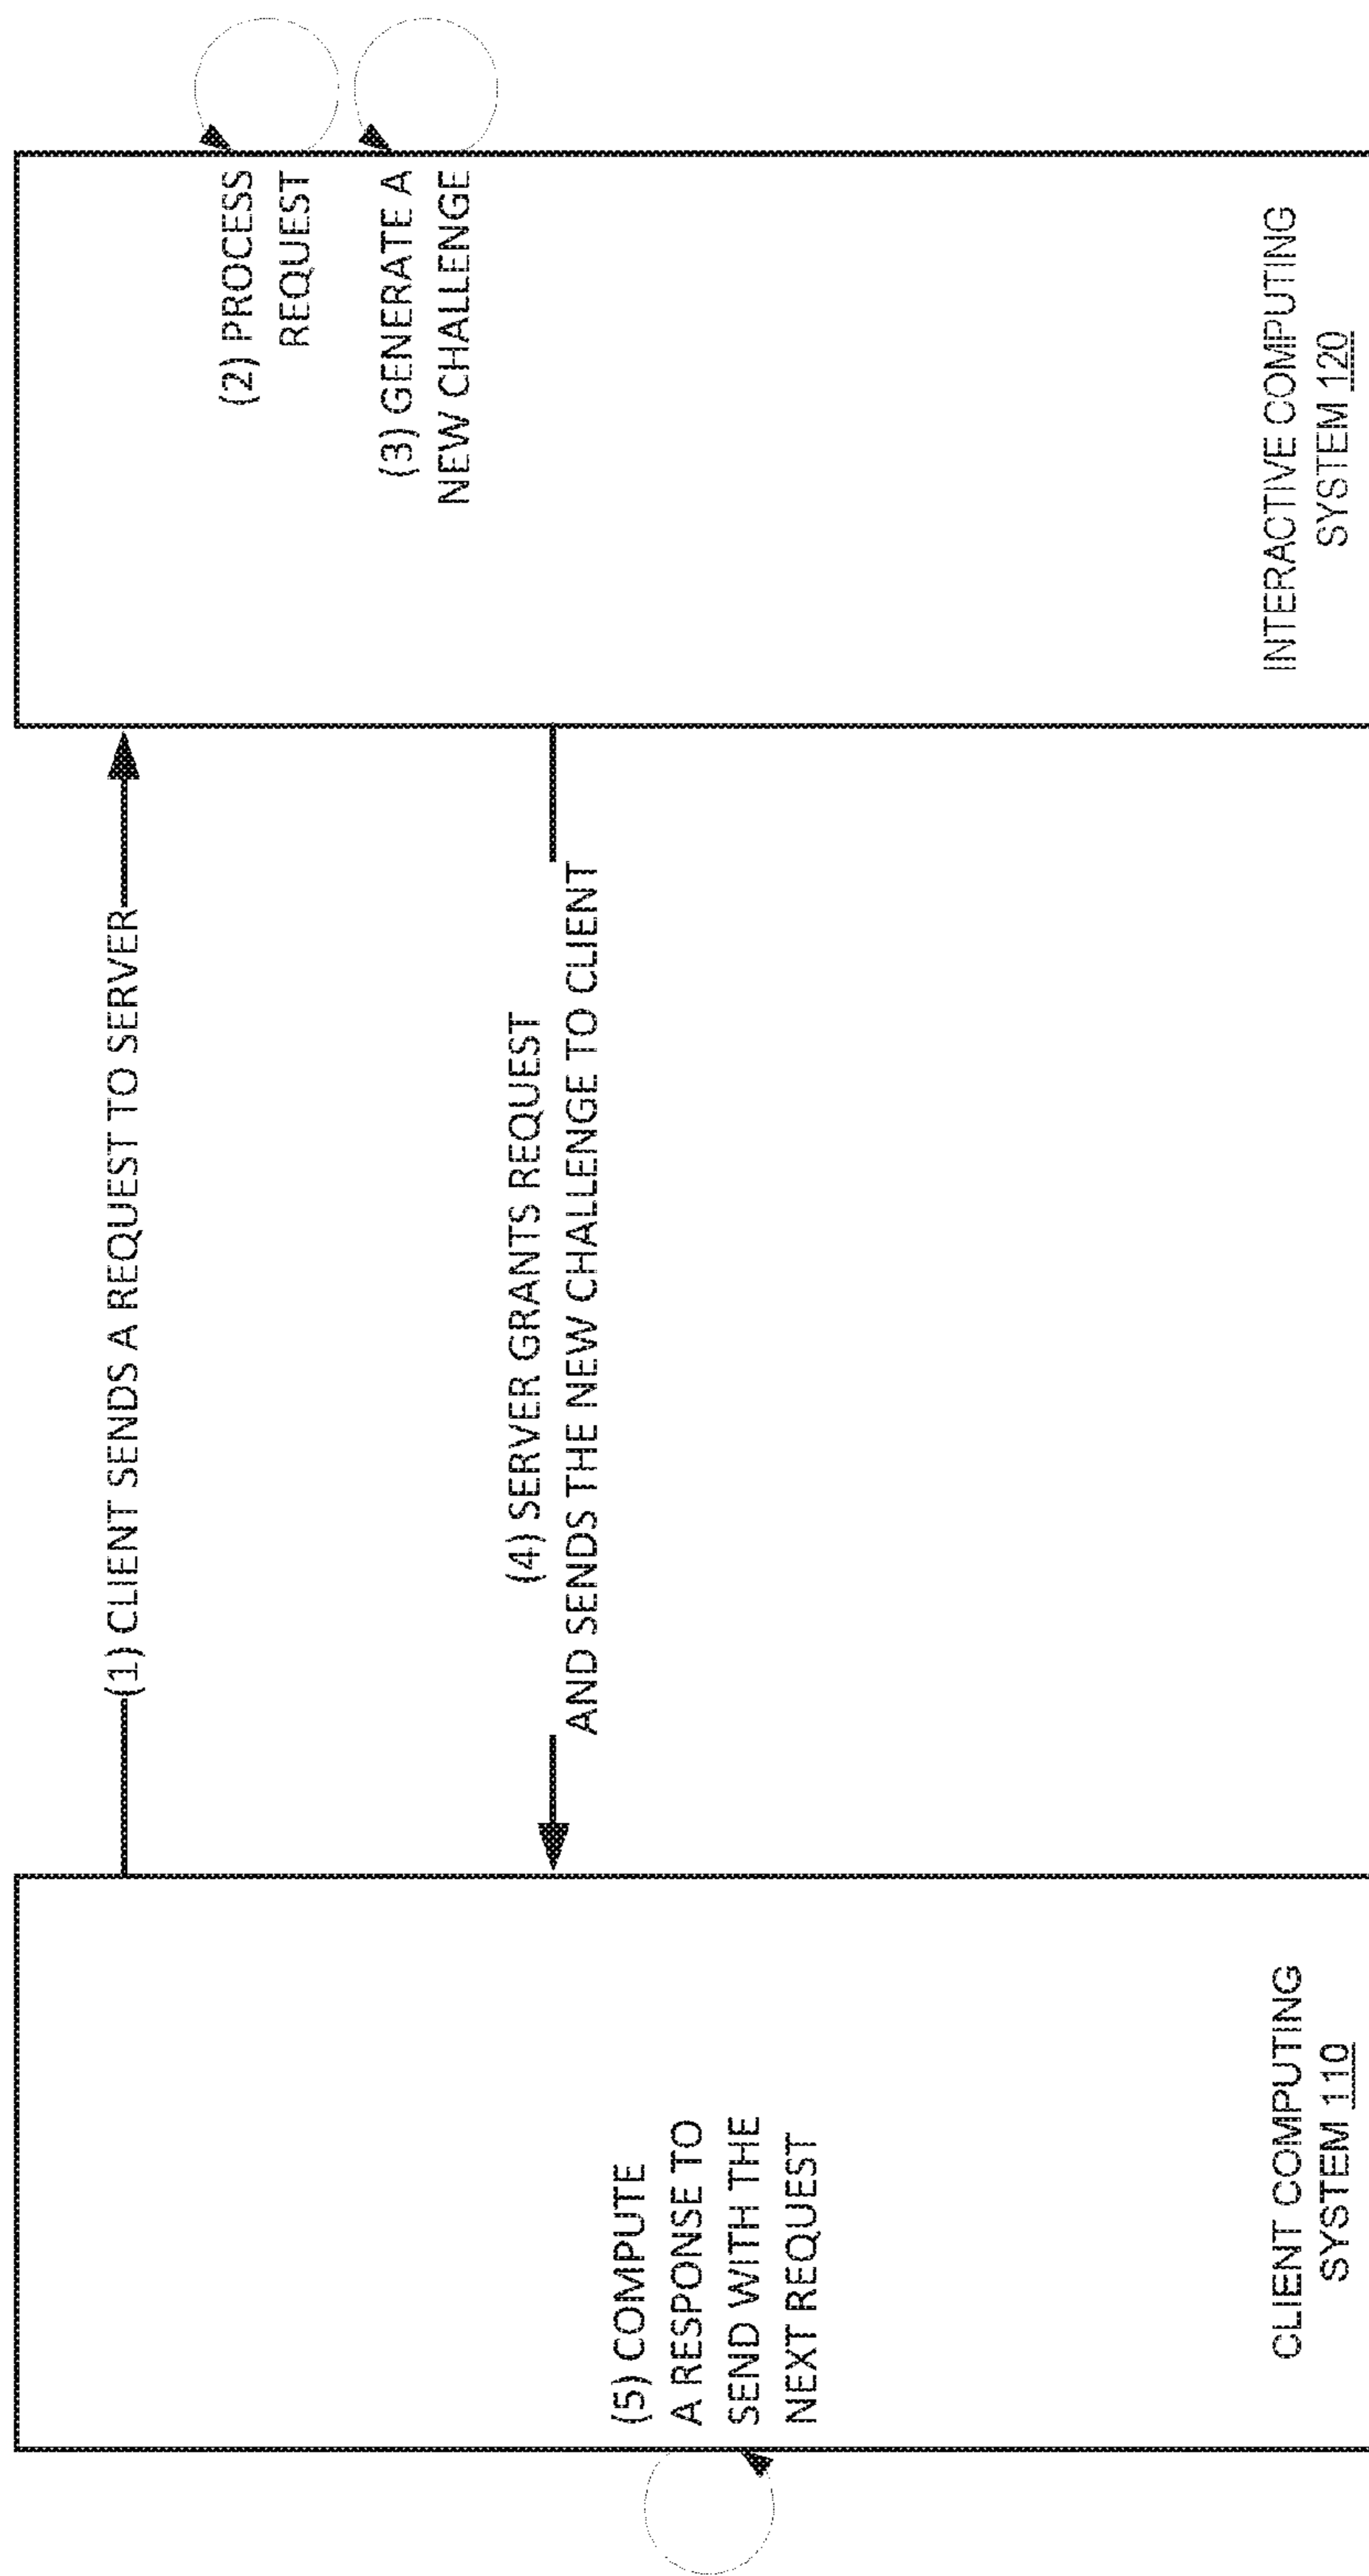 (1) CLIENT SENDS A REQUEST TO SERVER
(2) PROCESS
REQUEST
(3) GENERATE A
NEW CHALLENGE
(4) SERVER GRANTS REQUEST
AND SENDS THE NEW CHALLENGE TO CLIENT
(5) COMPUTE
A RESPONSE TO
SEND WITH THE
NEXT REQUEST
CLIENT COMPUTING
SYSTEM 110
INTERACTIVE COMPUTING
SYSTEM 120